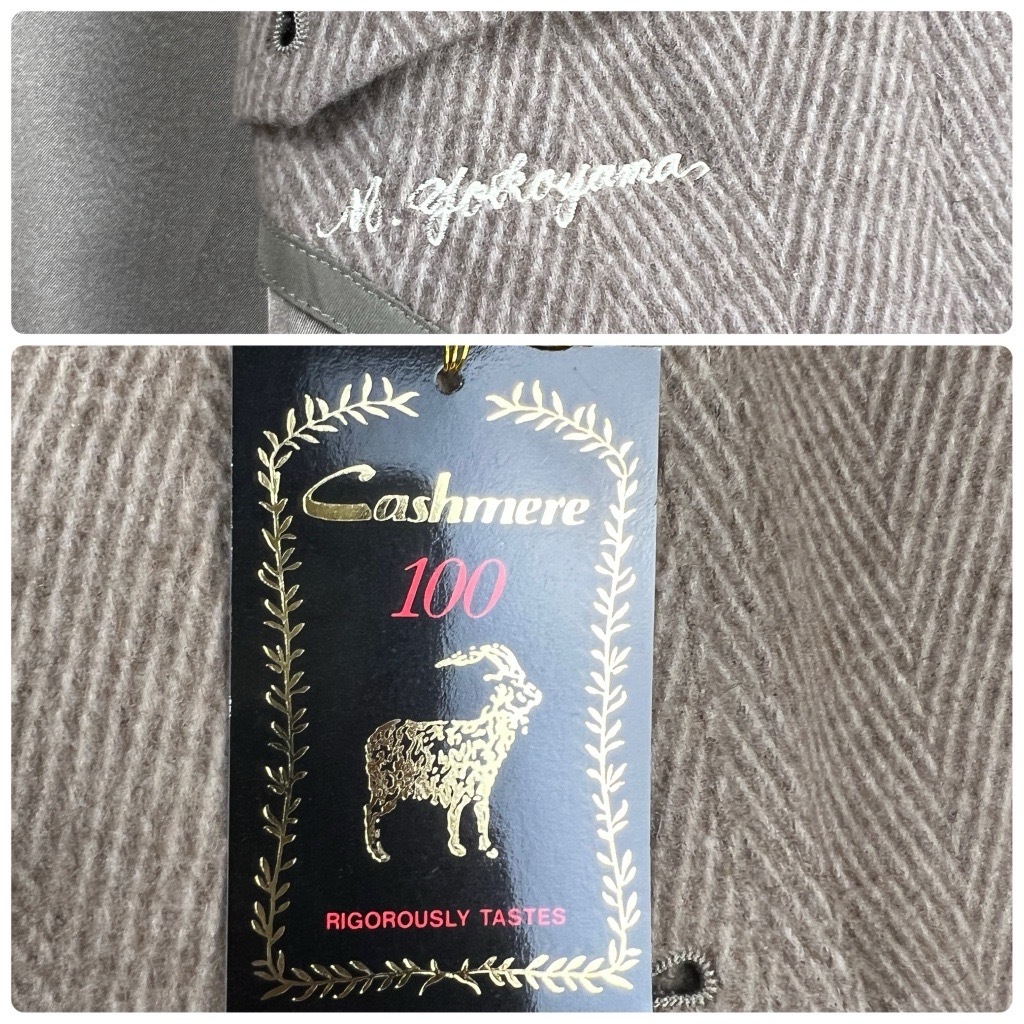 M. Yokoyama
Cashmere
100
RIGOROUSLY TASTES